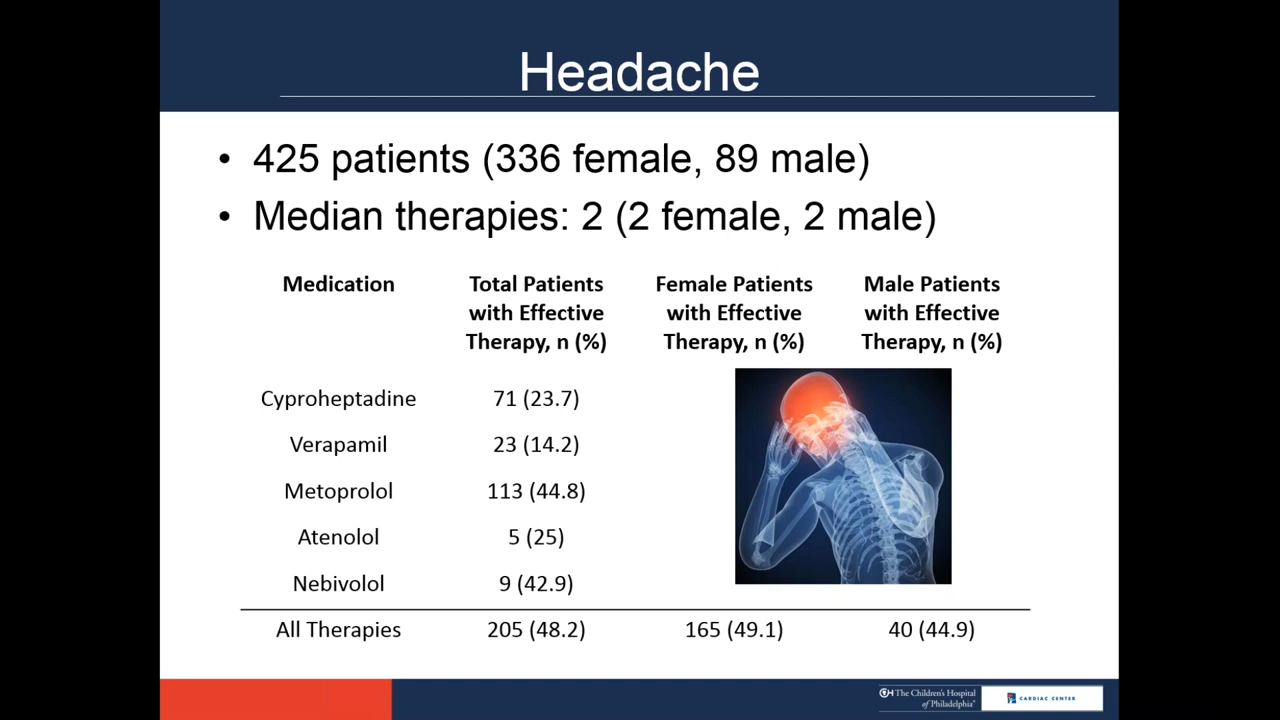 Headache
• 425 patients (336 female, 89 male)
• Median therapies: 2 (2 female, 2 male)
Medication Total Patients with Effective Therapy, n (%) Female Patients with Effective Therapy, n (%) Male Patients with Effective Therapy, n (%)
Cyproheptadine 71 (23.7)
Verapamil 23 (14.2)
Metoprolol 113 (44.8)
Atenolol 5 (25)
Nebivolol 9 (42.9)
All Therapies 205 (48.2) 165 (49.1) 40 (44.9)
The Children's Hospital
of Philadelphia
CARDIAC CENTER